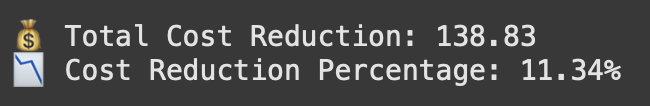 💰 Total Cost Reduction: 138.83
📉 Cost Reduction Percentage: 11.34%